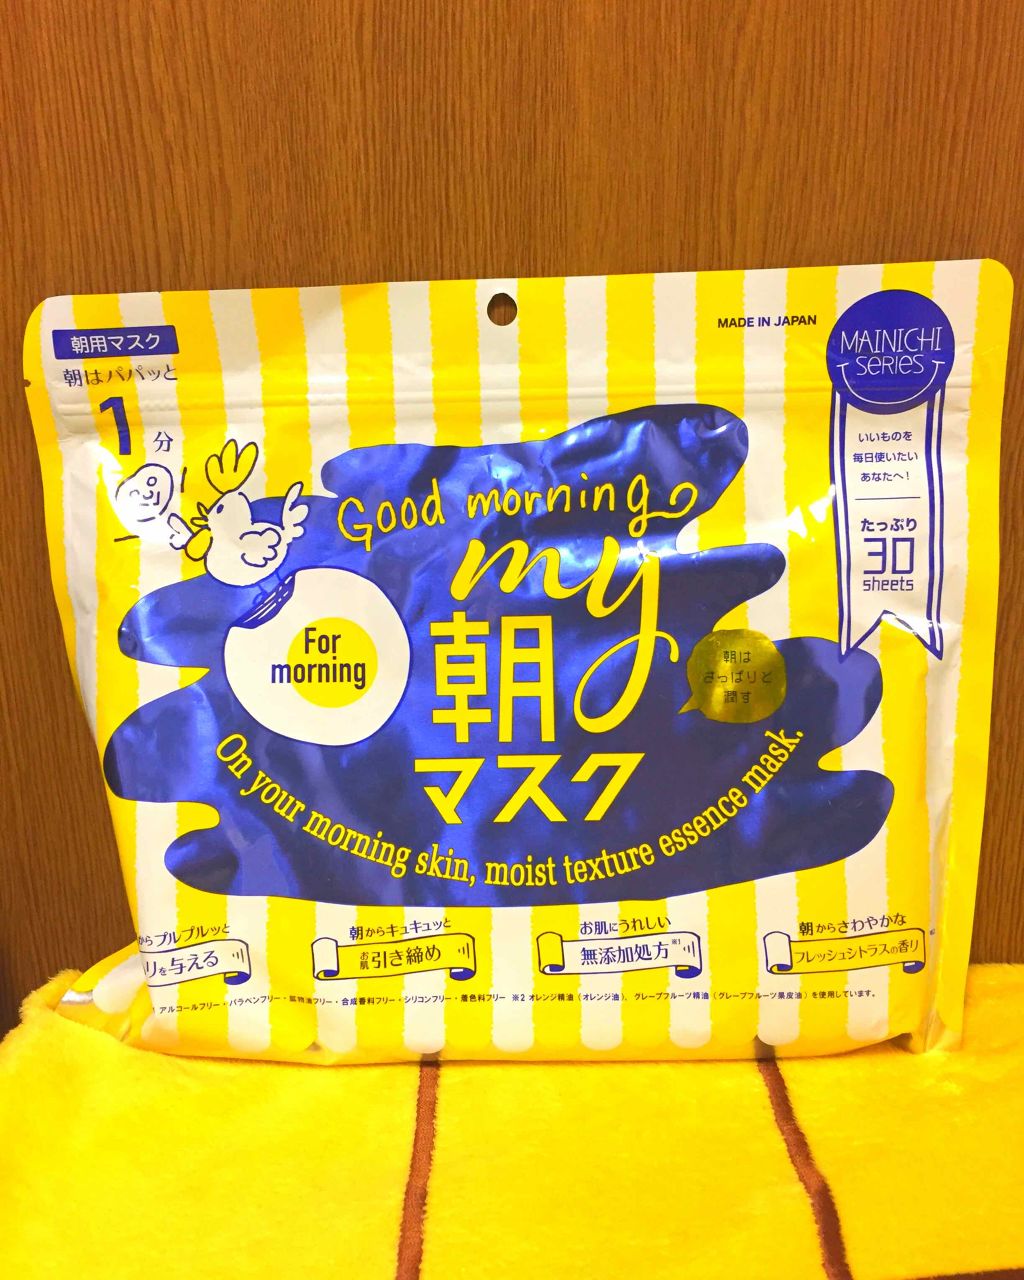 MADE IN JAPAN
MAINICHI
SERIES
朝用マスク
朝はパパッと
1分
いいものを
毎日使いたい
あなたへ!
たっぷり
30
sheets
Good morning
my
朝
マスク
For
morning
朝は
さっぱりと
潤す
On your morning skin, moist texture essence mask.
からプルプルッと
リを与える
朝からキュキュッと
お肌引き締め
お肌にうれしい
無添加処方※1
朝からさわやかな
フレッシュシトラスの香り
1 アルコールフリー・パラベンフリー・鉱物油フリー・合成香料フリー・シリコンフリー・着色料フリー ※2 オレンジ精油(オレンジ油)、グレープフルーツ精油(グレープフルーツ果皮油)を使用しています。